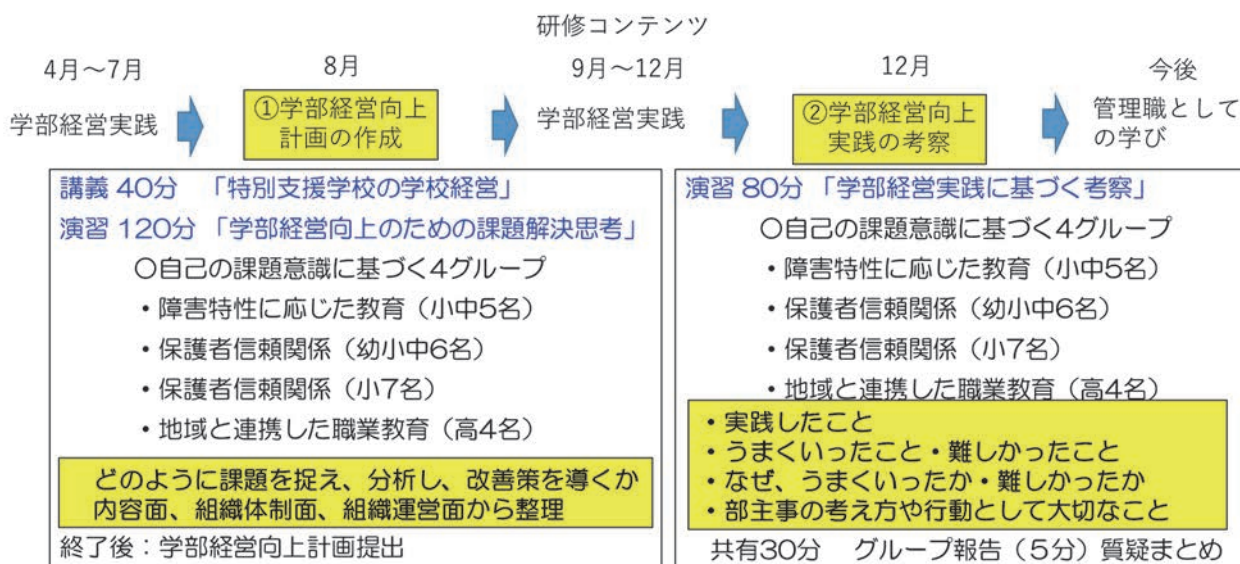 研修コンテンツ
4月～7月
学部経営実践
8月
①学部経営向上
計画の作成
9月～12月
学部経営実践
12月
②学部経営向上
実践の考察
今後
管理職として
の学び
講義 40分 「特別支援学校の学校経営」
演習 120分 「学部経営向上のための課題解決思考」
〇自己の課題意識に基づく4グループ
・障害特性に応じた教育（小中5名）
・保護者信頼関係（幼小中6名）
・保護者信頼関係（小7名）
・地域と連携した職業教育（高4名）
どのように課題を捉え、分析し、改善策を導くか
内容面、組織体制面、組織運営面から整理
終了後：学部経営向上計画提出
演習 80分 「学部経営実践に基づく考察」
〇自己の課題意識に基づく4グループ
・障害特性に応じた教育（小中5名）
・保護者信頼関係（幼小中6名）
・保護者信頼関係（小7名）
・地域と連携した職業教育（高4名）
・実践したこと
・うまくいったこと・難しかったこと
・なぜ、うまくいったか・難しかったか
・部主事の考え方や行動として大切なこと
共有30分 グループ報告（5分）質疑まとめ